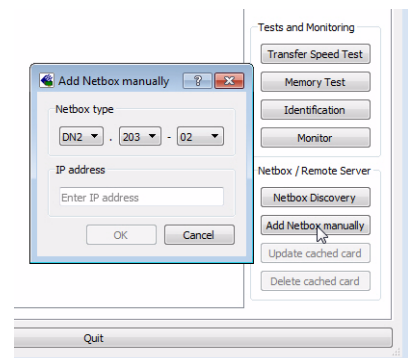 Tests and Monitoring
Transfer Speed Test
Memory Test
Identification
Monitor
Netbox / Remote Server
Netbox Discovery
Add Netbox manually
Update cached card
Delete cached card
Add Netbox manually
Netbox type
DN2 . 203 - 02
IP address
Enter IP address
OK Cancel
Quit